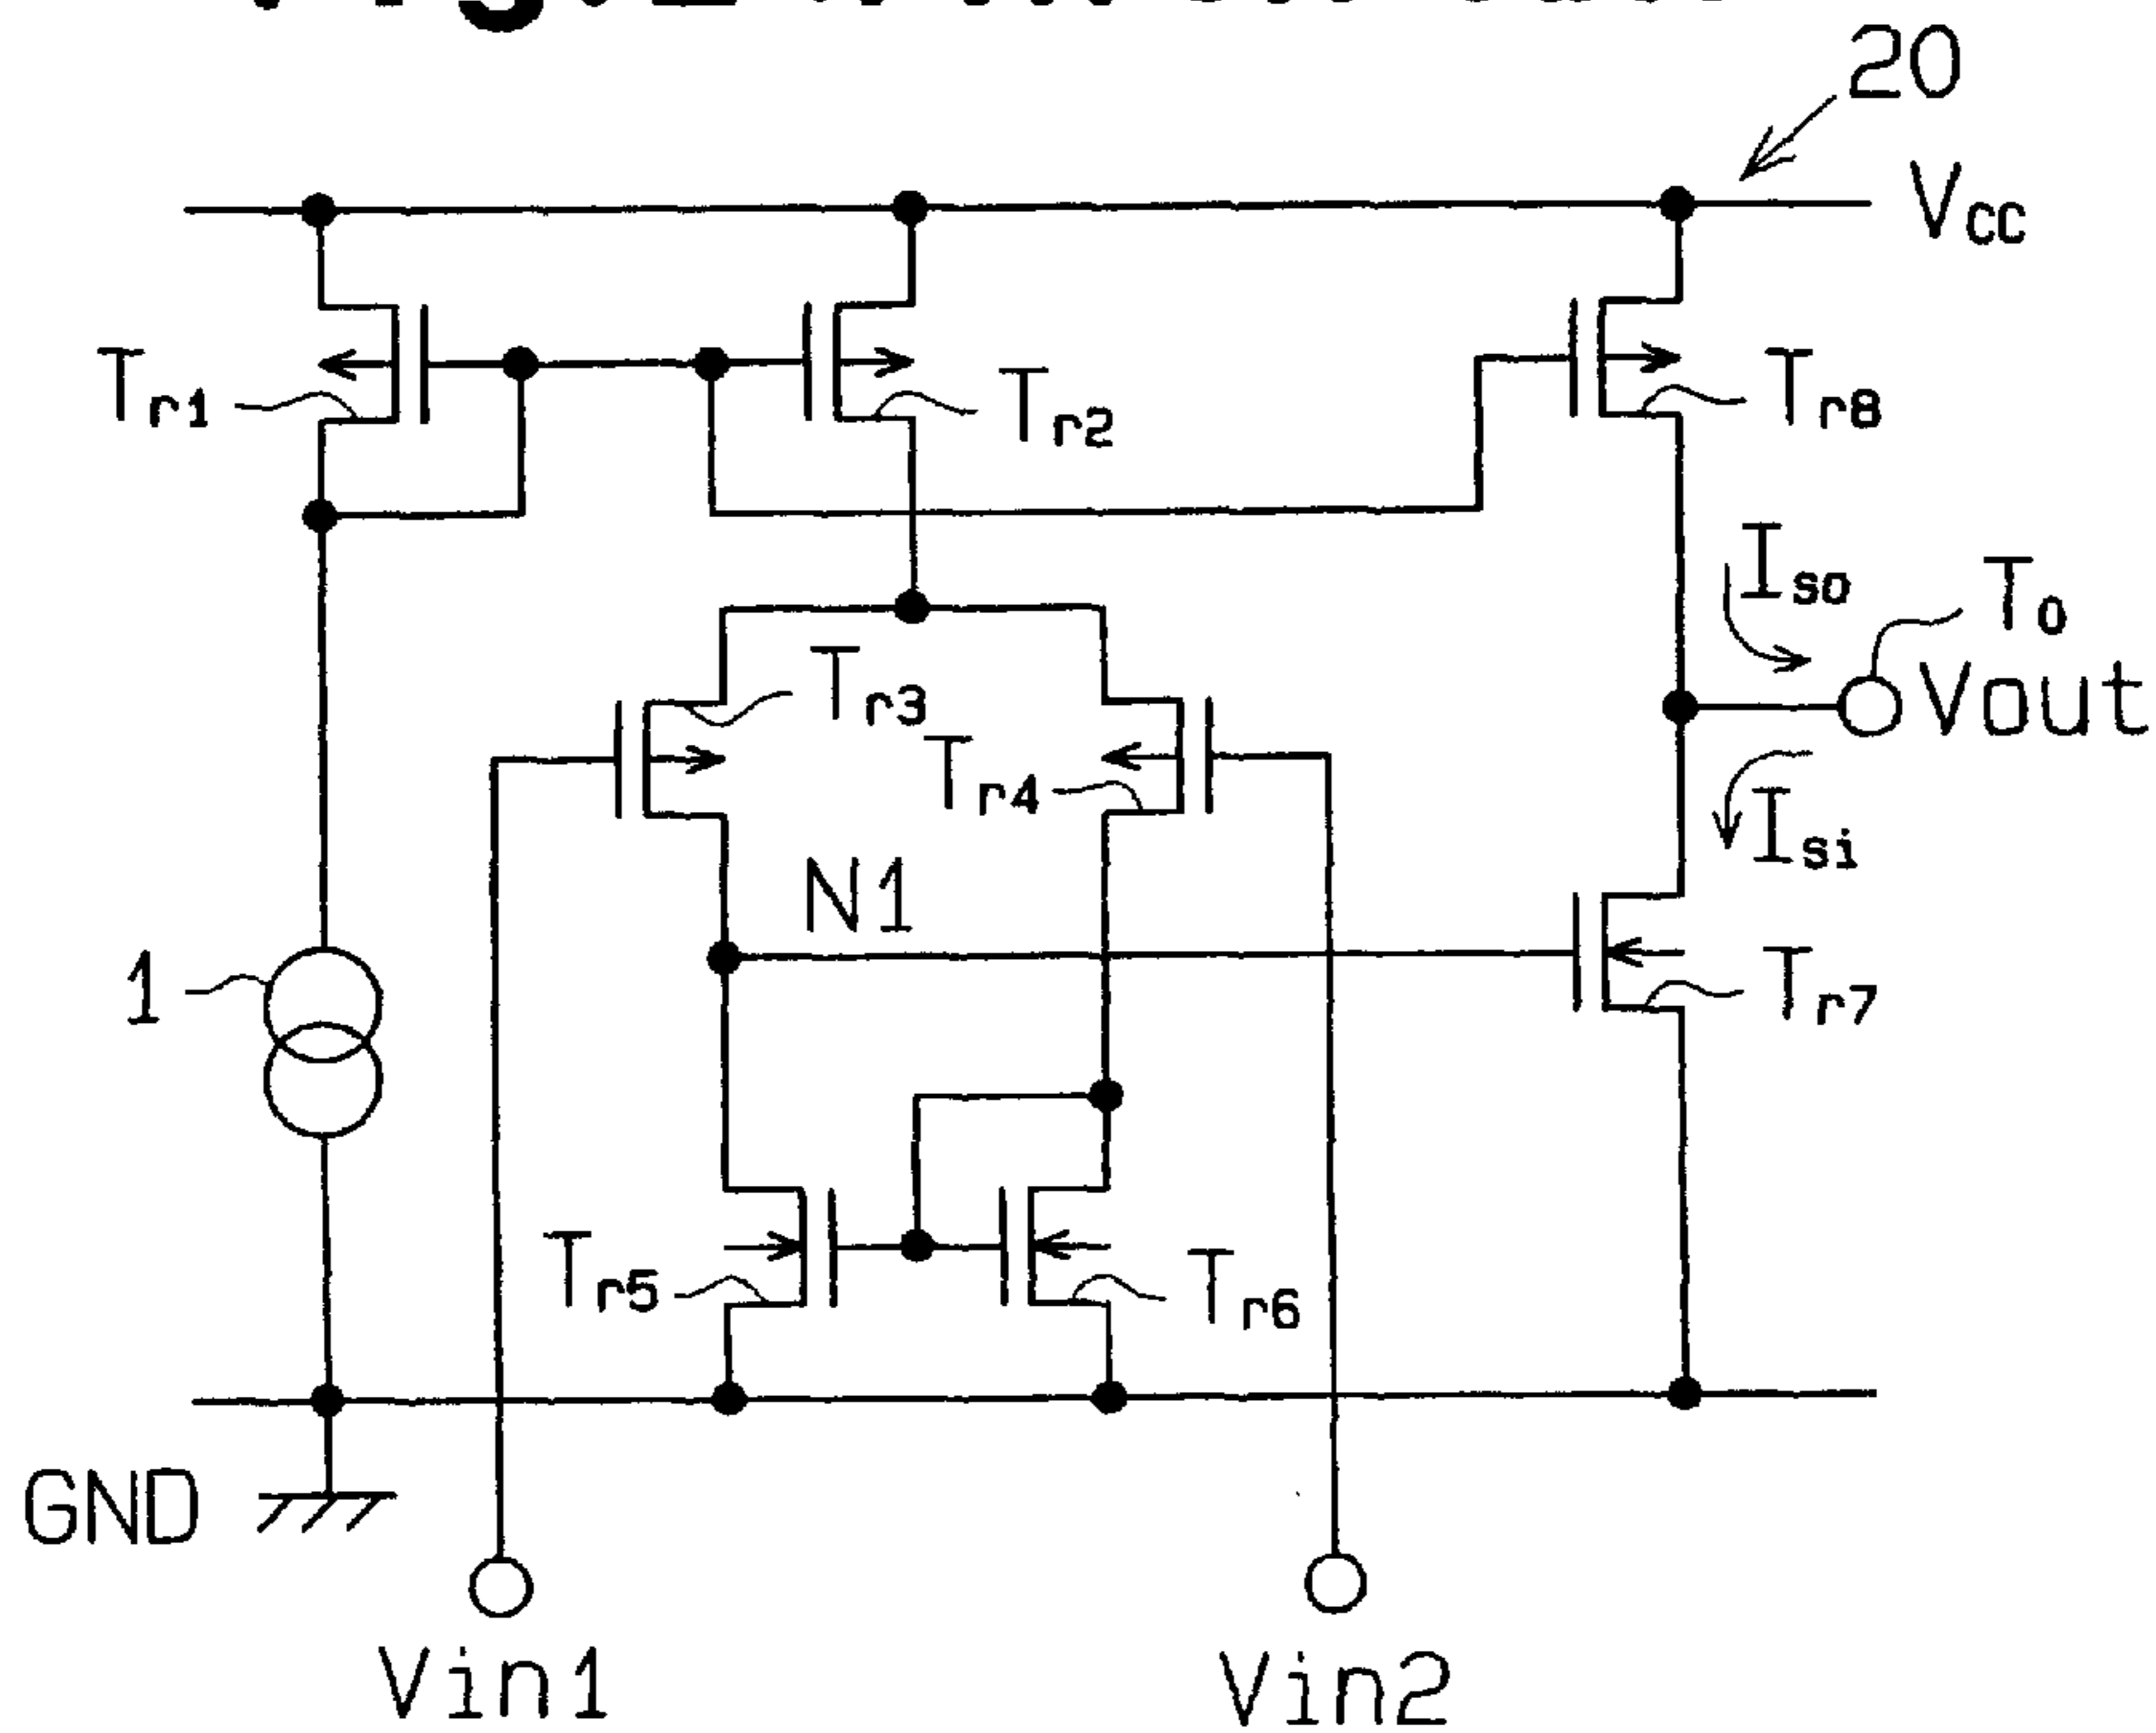 20
Vcc
Tr1
Tr2
Tr8
Iso
To
Tr3
Vout
Tr4
Isi
N1
1
Tr7
Tr5
Tr6
GND
Vin1
Vin2